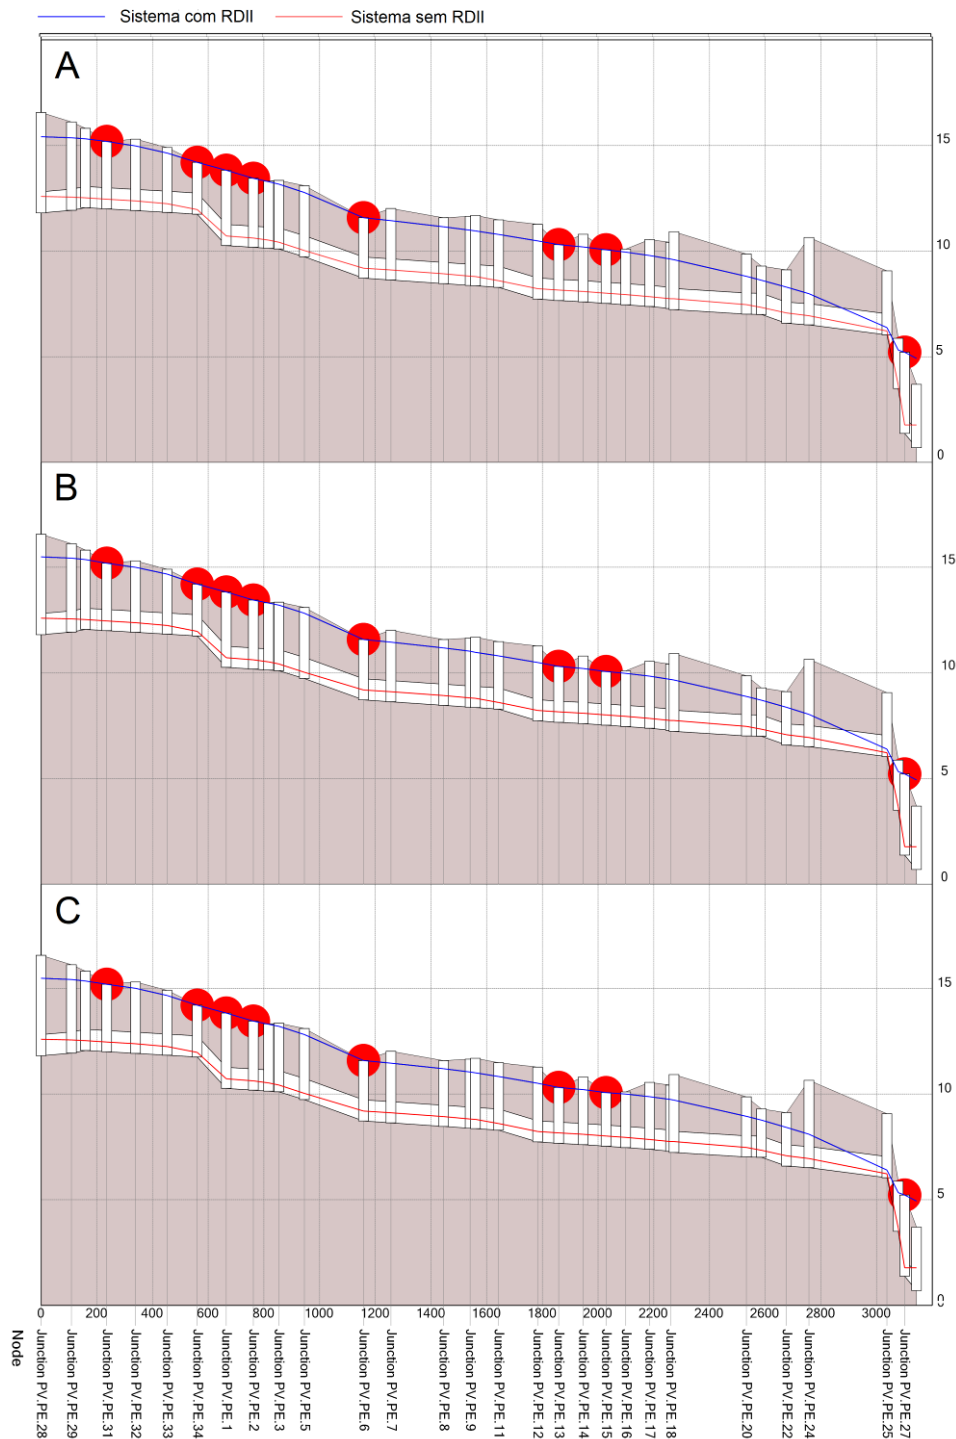 Sistema com RDII
Sistema sem RDII
A
15
10
5
0
B
15
10
5
0
C
15
10
5
0
0 200 400 600 800 1000 1200 1400 1600 1800 2000 2200 2400 2600 2800 3000
Node
Junction PV.PE.28
Junction PV.PE.29
Junction PV.PE.31
Junction PV.PE.32
Junction PV.PE.33
Junction PV.PE.34
Junction PV.PE.1
Junction PV.PE.2
Junction PV.PE.3
Junction PV.PE.5
Junction PV.PE.6
Junction PV.PE.7
Junction PV.PE.8
Junction PV.PE.9
Junction PV.PE.11
Junction PV.PE.12
Junction PV.PE.13
Junction PV.PE.14
Junction PV.PE.15
Junction PV.PE.16
Junction PV.PE.17
Junction PV.PE.18
Junction PV.PE.20
Junction PV.PE.22
Junction PV.PE.24
Junction PV.PE.25
Junction PV.PE.27